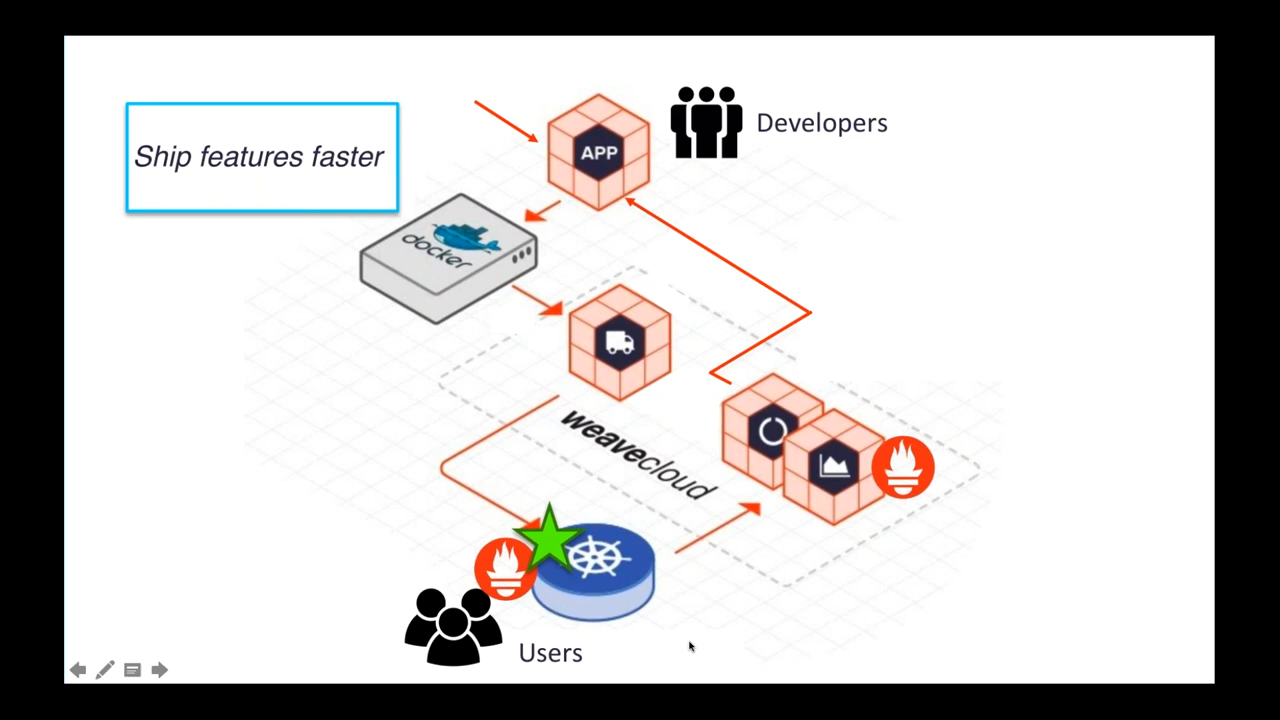 Developers
APP
Ship features faster
docker
weavecloud
Users